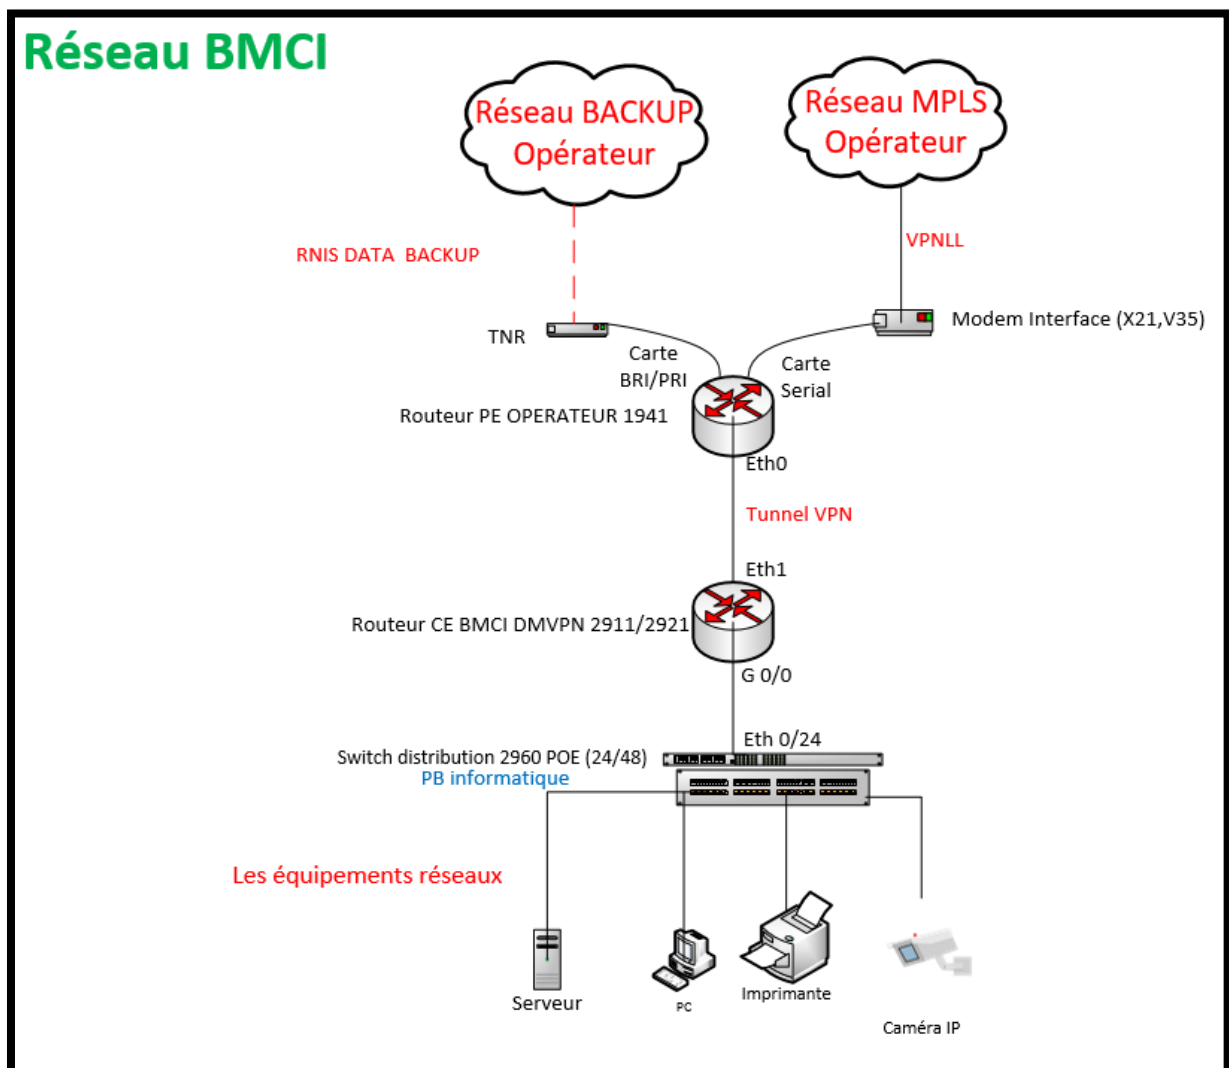 Réseau BMCI
Réseau BACKUP
Opérateur
Réseau MPLS
Opérateur
RNIS DATA  BACKUP
VPNLL
TNR
Modem Interface (X21,V35)
Carte
BRI/PRI
Carte
Serial
Routeur PE OPERATEUR 1941
Eth0
Tunnel VPN
Eth1
Routeur CE BMCI DMVPN 2911/2921
G 0/0
Eth 0/24
Switch distribution 2960 POE (24/48)
PB informatique
Les équipements réseaux
Serveur
PC
Imprimante
Caméra IP